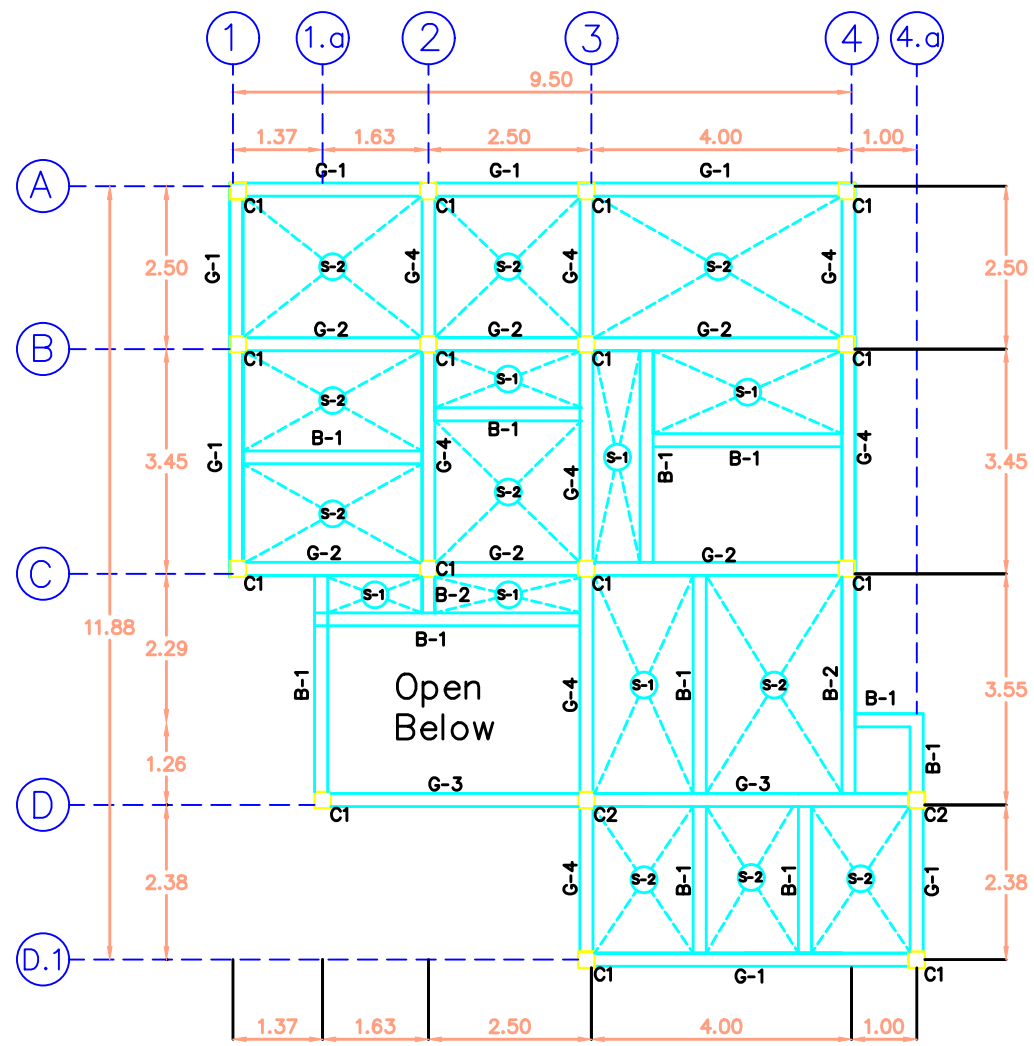 1 1.a 2 3 4 4.a
9.50
1.37 1.63 2.50 4.00 1.00
G-1 G-1 G-1
A
C1 C1 C1 C1
2.50 G-1 S-2 G-4 S-2 G-4 S-2 G-4 2.50
G-2 G-2 G-2
B
C1 C1 C1 C1
S-1
S-1
S-2
B-1
B-1
3.45 G-1 G-4 S-1 B-1 B-1 G-4 3.45
G-4
S-2
S-2
G-2 G-2 G-2
C
C1 C1 C1 C1
S-1 B-2 S-1
11.88
B-1
2.29
B-1 Open G-4 S-1 B-1 S-2 B-2 3.55
Below
B-1
1.26 B-1
G-3 G-3
D
C1 C2 C2
2.38 G-4 S-2 B-1 S-2 B-1 S-2 G-1 2.38
D.1
C1 G-1 C1
1.37 1.63 2.50 4.00 1.00